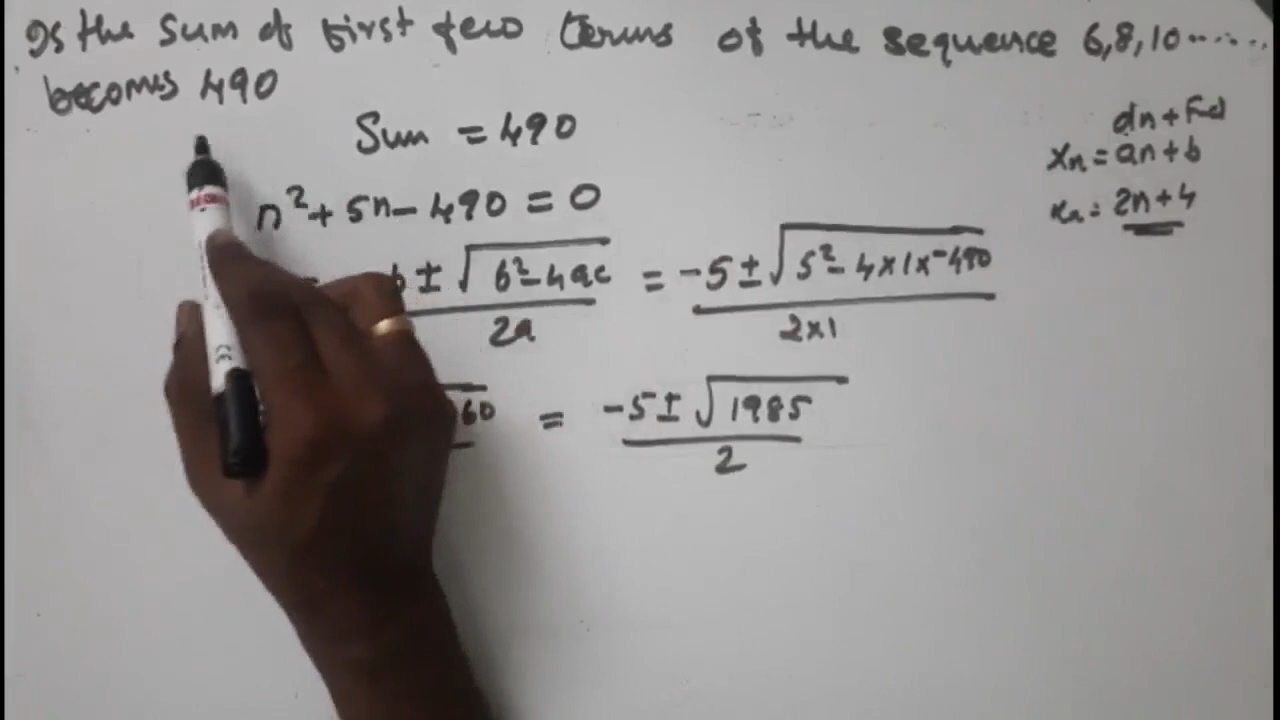 Is the sum of first few terms of the sequence 6,8,10......
becomes 490
Sum = 490
dn + F-d
xn = an+b
xn = 2n+4
n²+ 5n - 490 = 0
b ± √b²-4ac / 2a = -5 ± √5²-4×1×-490 / 2×1
60 = -5 ± √1985 / 2